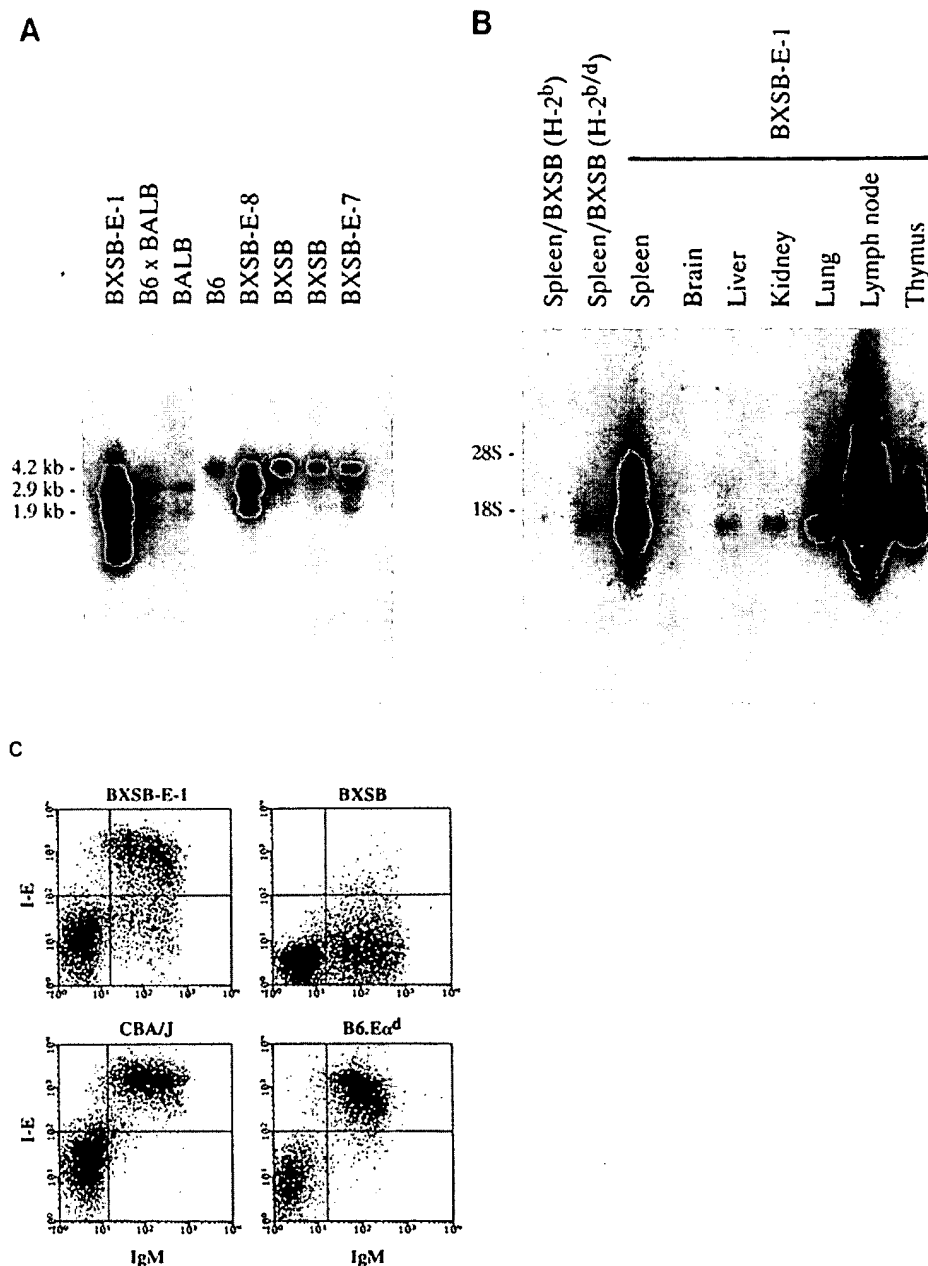 A
BXSB-E-1
B6 x BALB
BALB
B6
BXSB-E-8
BXSB
BXSB
BXSB-E-7
4.2 kb -
2.9 kb -
1.9 kb -
B
Spleen/BXSB (H-2ᵇ)
Spleen/BXSB (H-2ᵇ/ᵈ)
BXSB-E-1
Spleen
Brain
Liver
Kidney
Lung
Lymph node
Thymus
28S -
18S -
C
BXSB-E-1
BXSB
I-E
CBA/J
B6.Eαᵈ
I-E
IgM
IgM